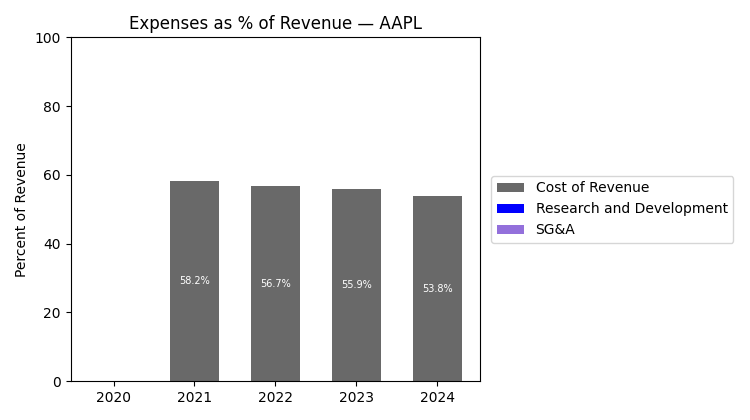 Expenses as % of Revenue — AAPL
100
80
60
40
20
0
Percent of Revenue
58.2%
56.7%
55.9%
53.8%
2020 2021 2022 2023 2024
Cost of Revenue
Research and Development
SG&A